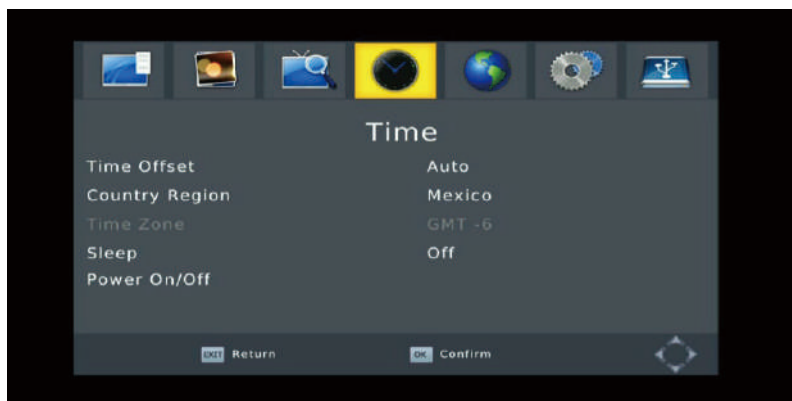 Time
Time Offset Auto
Country Region Mexico
Time Zone GMT -6
Sleep Off
Power On/Off
EXIT Return OK Confirm